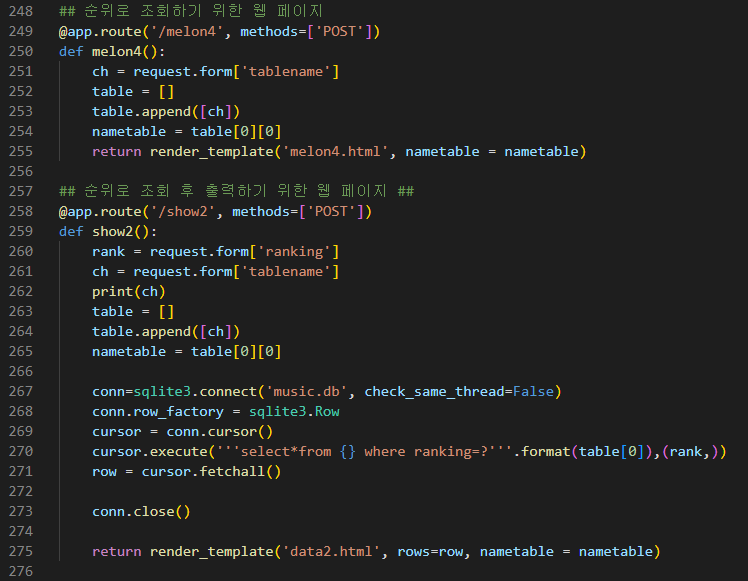 248 ## 순위로 조회하기 위한 웹 페이지
249 @app.route('/melon4', methods=['POST'])
250 def melon4():
251     ch = request.form['tablename']
252     table = []
253     table.append([ch])
254     nametable = table[0][0]
255     return render_template('melon4.html', nametable = nametable)
256
257 ## 순위로 조회 후 출력하기 위한 웹 페이지 ##
258 @app.route('/show2', methods=['POST'])
259 def show2():
260     rank = request.form['ranking']
261     ch = request.form['tablename']
262     print(ch)
263     table = []
264     table.append([ch])
265     nametable = table[0][0]
266
267     conn=sqlite3.connect('music.db', check_same_thread=False)
268     conn.row_factory = sqlite3.Row
269     cursor = conn.cursor()
270     cursor.execute('''select*from {} where ranking=?'''.format(table[0]),(rank,))
271     row = cursor.fetchall()
272
273     conn.close()
274
275     return render_template('data2.html', rows=row, nametable = nametable)
276